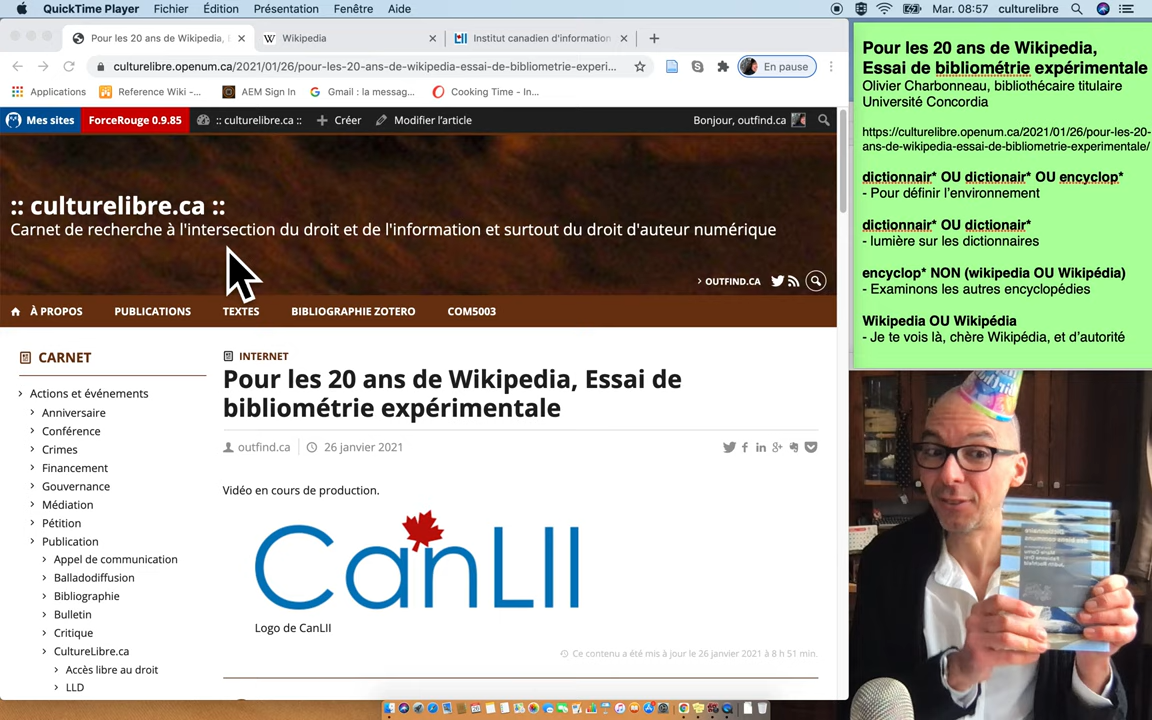 QuickTime Player Fichier Édition Présentation Fenêtre Aide
Mar. 08:57 culturelibre
Pour les 20 ans de Wikipedia, E
Wikipedia
Institut canadien d'information
culturelibre.openum.ca/2021/01/26/pour-les-20-ans-de-wikipedia-essai-de-bibliometrie-experi...
En pause
Applications
Reference Wiki -...
AEM Sign In
Gmail : la messag...
Cooking Time - In...
Mes sites
ForceRouge 0.9.85
:: culturelibre.ca ::
Créer
Modifier l'article
Bonjour, outfind.ca
:: culturelibre.ca ::
Carnet de recherche à l'intersection du droit et de l'information et surtout du droit d'auteur numérique
OUTFIND.CA
À PROPOS
PUBLICATIONS
TEXTES
BIBLIOGRAPHIE ZOTERO
COM5003
CARNET
Actions et événements
Anniversaire
Conférence
Crimes
Financement
Gouvernance
Médiation
Pétition
Publication
Appel de communication
Balladodiffusion
Bibliographie
Bulletin
Critique
CultureLibre.ca
Accès libre au droit
LLD
INTERNET
Pour les 20 ans de Wikipedia, Essai de
bibliométrie expérimentale
outfind.ca
26 janvier 2021
Vidéo en cours de production.
CanLII
Logo de CanLII
Ce contenu a été mis à jour le 26 janvier 2021 à 8 h 51 min.
Pour les 20 ans de Wikipedia,
Essai de bibliométrie expérimentale
Olivier Charbonneau, bibliothécaire titulaire
Université Concordia
https://culturelibre.openum.ca/2021/01/26/pour-les-20-
ans-de-wikipedia-essai-de-bibliometrie-experimentale/
dictionnair* OU dictionair* OU encyclop*
- Pour définir l'environnement
dictionnair* OU dictionair*
- lumière sur les dictionnaires
encyclop* NON (wikipedia OU Wikipédia)
- Examinons les autres encyclopédies
Wikipedia OU Wikipédia
- Je te vois là, chère Wikipédia, et d'autorité